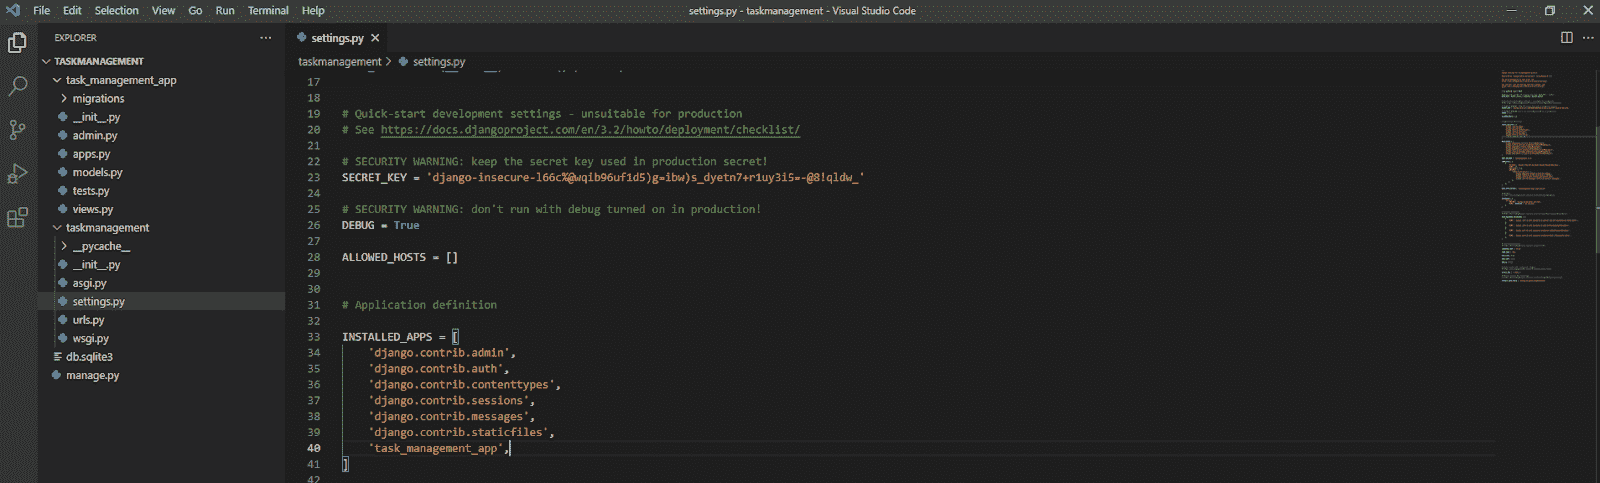 File Edit Selection View Go Run Terminal Help
settings.py - taskmanagement - Visual Studio Code
EXPLORER
TASKMANAGEMENT
task_management_app
migrations
__init__.py
admin.py
apps.py
models.py
tests.py
views.py
taskmanagement
__pycache__
__init__.py
asgi.py
settings.py
urls.py
wsgi.py
db.sqlite3
manage.py
settings.py
taskmanagement > settings.py
17
18
19 # Quick-start development settings - unsuitable for production
20 # See https://docs.djangoproject.com/en/3.2/howto/deployment/checklist/
21
22 # SECURITY WARNING: keep the secret key used in production secret!
23 SECRET_KEY = 'django-insecure-l66c%@wqib96uf1d5)g=ibw)s_dyetn7+r1uy3i5=-@8!qldw_'
24
25 # SECURITY WARNING: don't run with debug turned on in production!
26 DEBUG = True
27
28 ALLOWED_HOSTS = []
29
30
31 # Application definition
32
33 INSTALLED_APPS = [
34 'django.contrib.admin',
35 'django.contrib.auth',
36 'django.contrib.contenttypes',
37 'django.contrib.sessions',
38 'django.contrib.messages',
39 'django.contrib.staticfiles',
40 'task_management_app',
41 ]
42